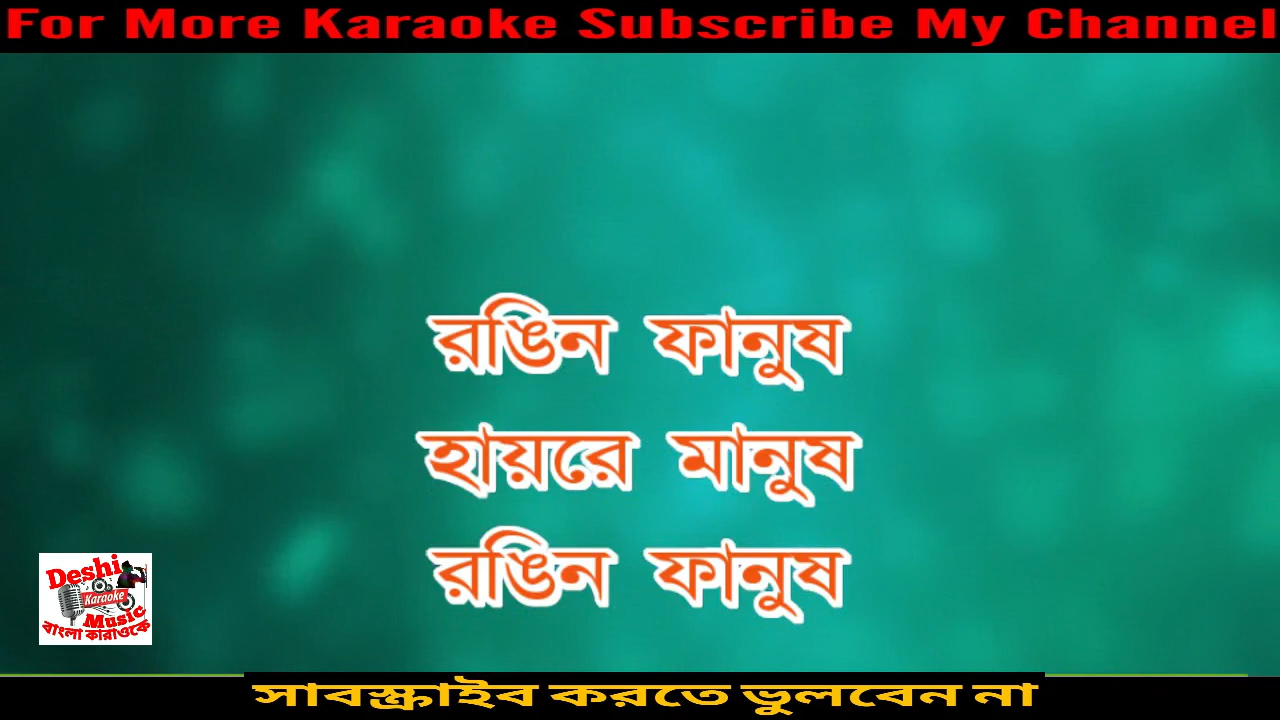 For More Karaoke Subscribe My Channel
রঙিন ফানুষ
হায়রে মানুষ
রঙিন ফানুষ
Deshi
Karaoke
Music
বাংলা কারাওকে
সাবস্ক্রাইব করতে ভুলবেন না